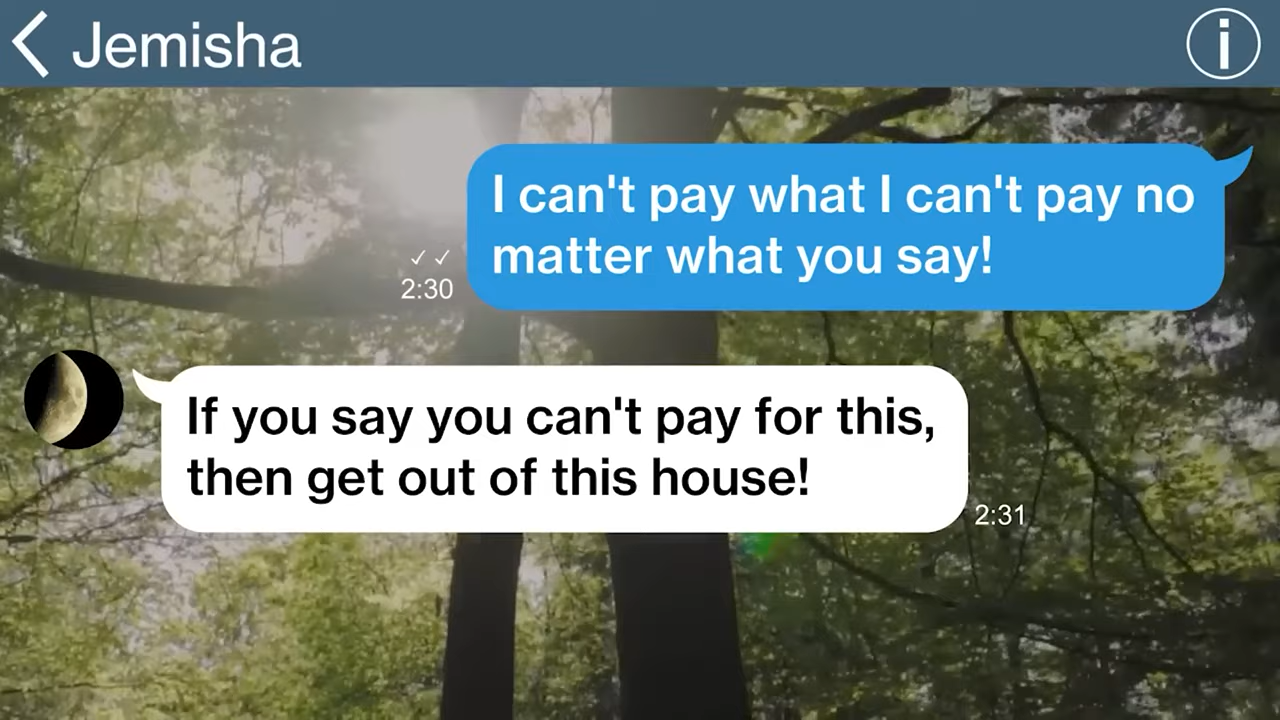 Jemisha
I can't pay what I can't pay no
matter what you say!
2:30
If you say you can't pay for this,
then get out of this house!
2:31